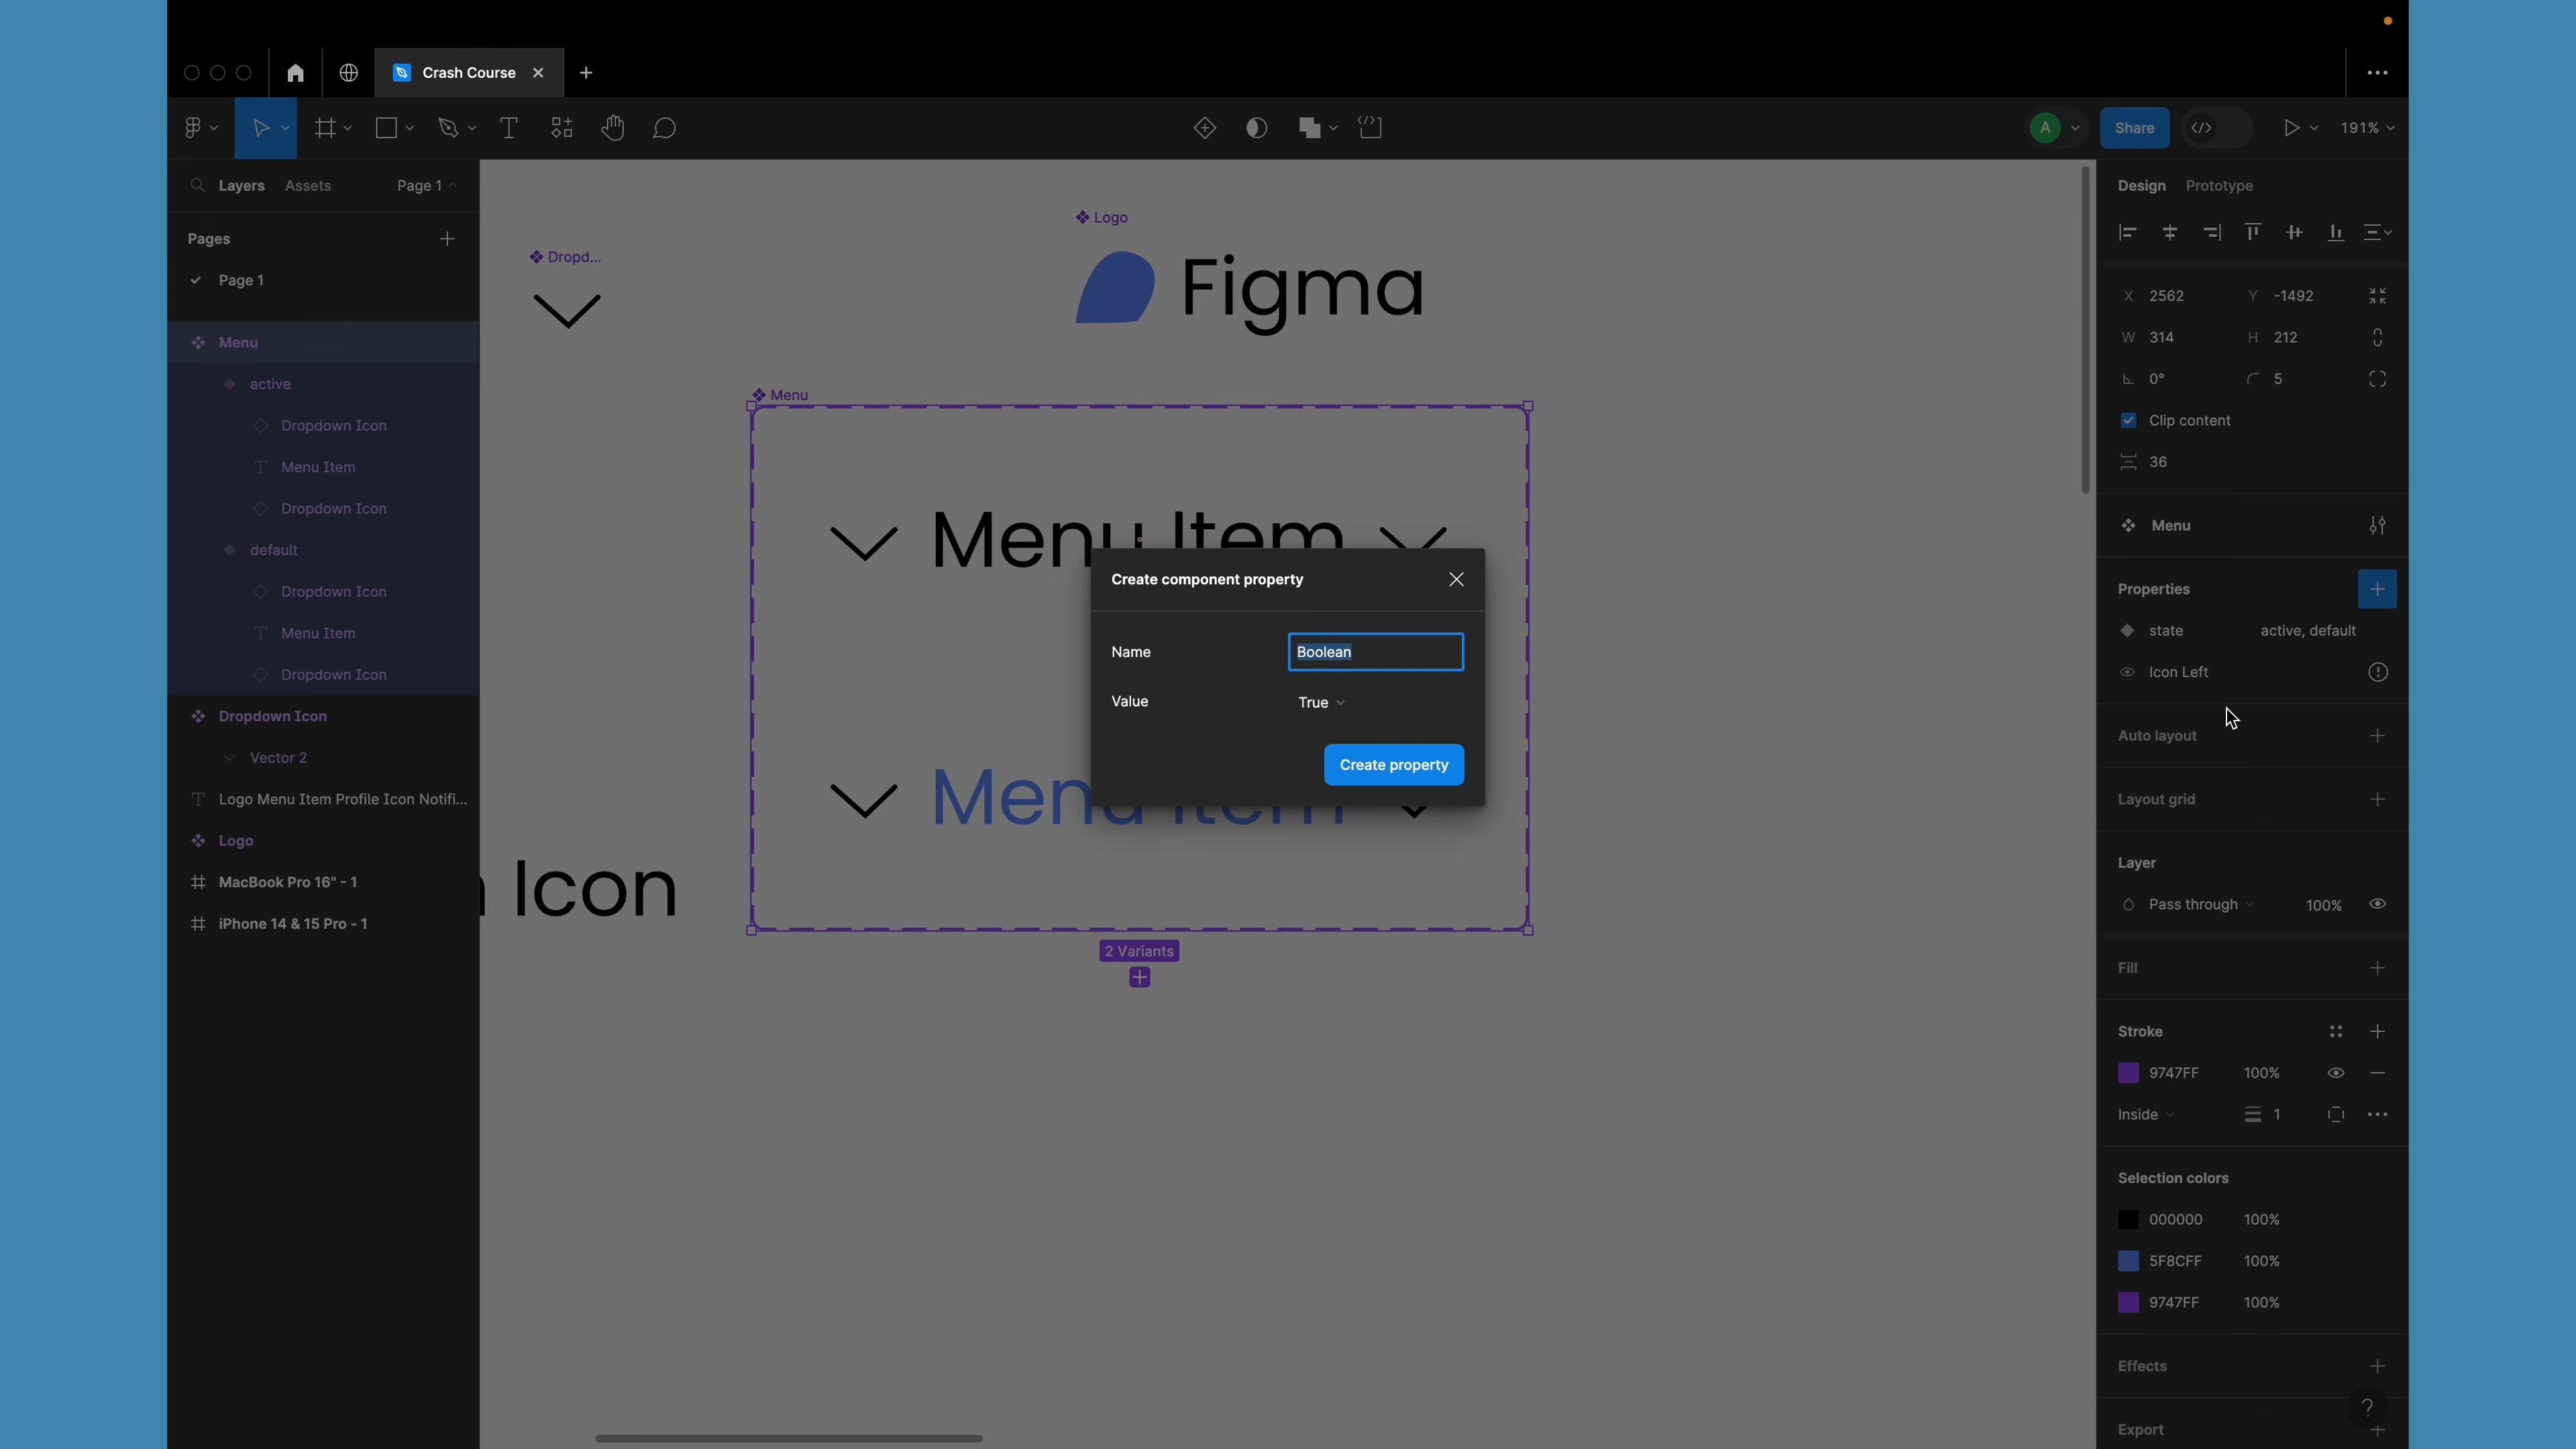 Crash Course
A
Share
191%
Layers
Assets
Page 1
Pages
Page 1
Menu
active
Dropdown Icon
Menu Item
Dropdown Icon
default
Dropdown Icon
Menu Item
Dropdown Icon
Dropdown Icon
Vector 2
Logo Menu Item Profile Icon Notifi...
Logo
MacBook Pro 16" - 1
iPhone 14 & 15 Pro - 1
Dropd...
Logo
Figma
Menu
Menu Item
Menu Item
Icon
2 Variants
Create component property
Name
Boolean
Value
True
Create property
Design
Prototype
X 2562
Y -1492
W 314
H 212
0°
5
Clip content
36
Menu
Properties
state
active, default
Icon Left
Auto layout
Layout grid
Layer
Pass through
100%
Fill
Stroke
9747FF
100%
Inside
1
Selection colors
000000
100%
5F8CFF
100%
9747FF
100%
Effects
Export
?